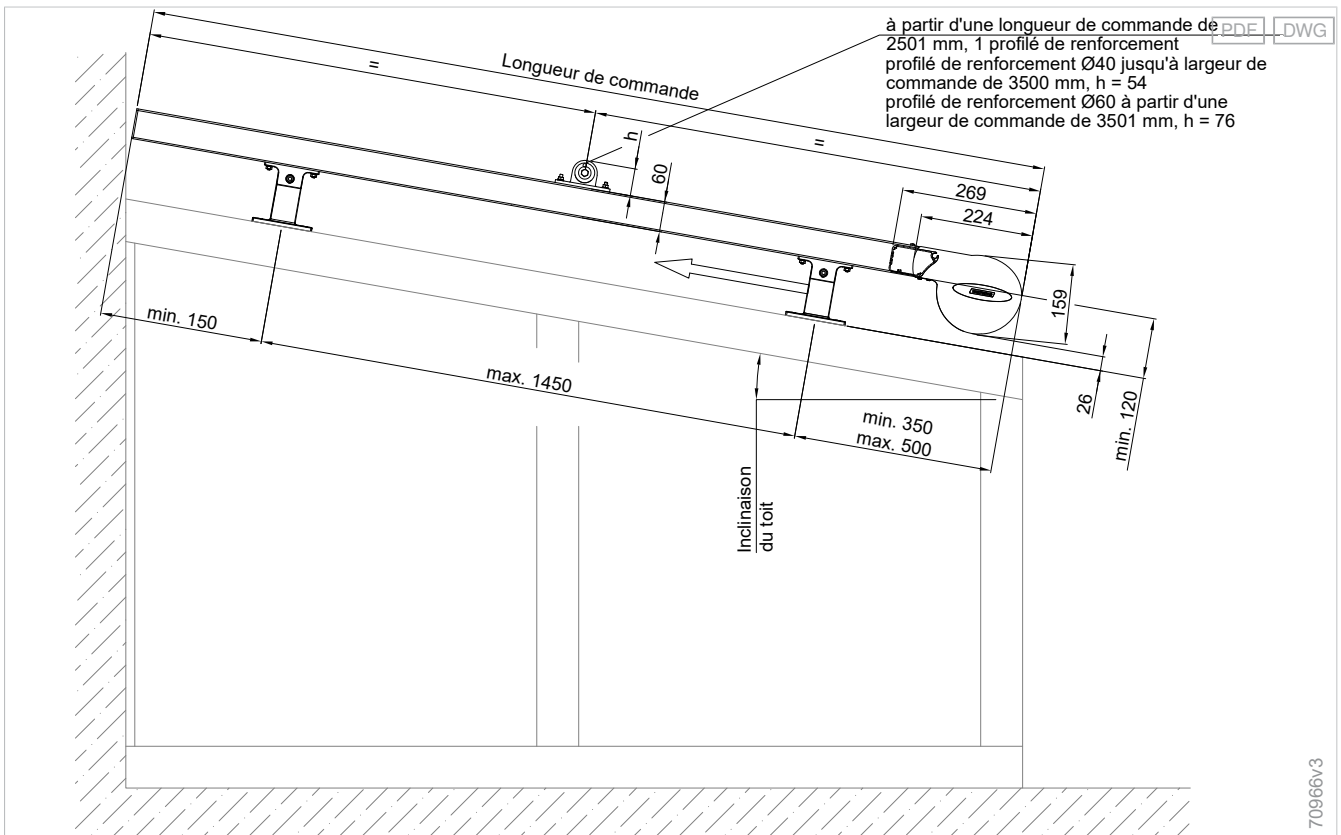 à partir d'une longueur de commande de
2501 mm, 1 profilé de renforcement
profilé de renforcement Ø40 jusqu'à largeur de
commande de 3500 mm, h = 54
profilé de renforcement Ø60 à partir d'une
largeur de commande de 3501 mm, h = 76
PDF
DWG
Longueur de commande
=
=
h
60
269
224
159
min. 150
max. 1450
min. 350
max. 500
26
min. 120
Inclinaison
du toit
70966v3